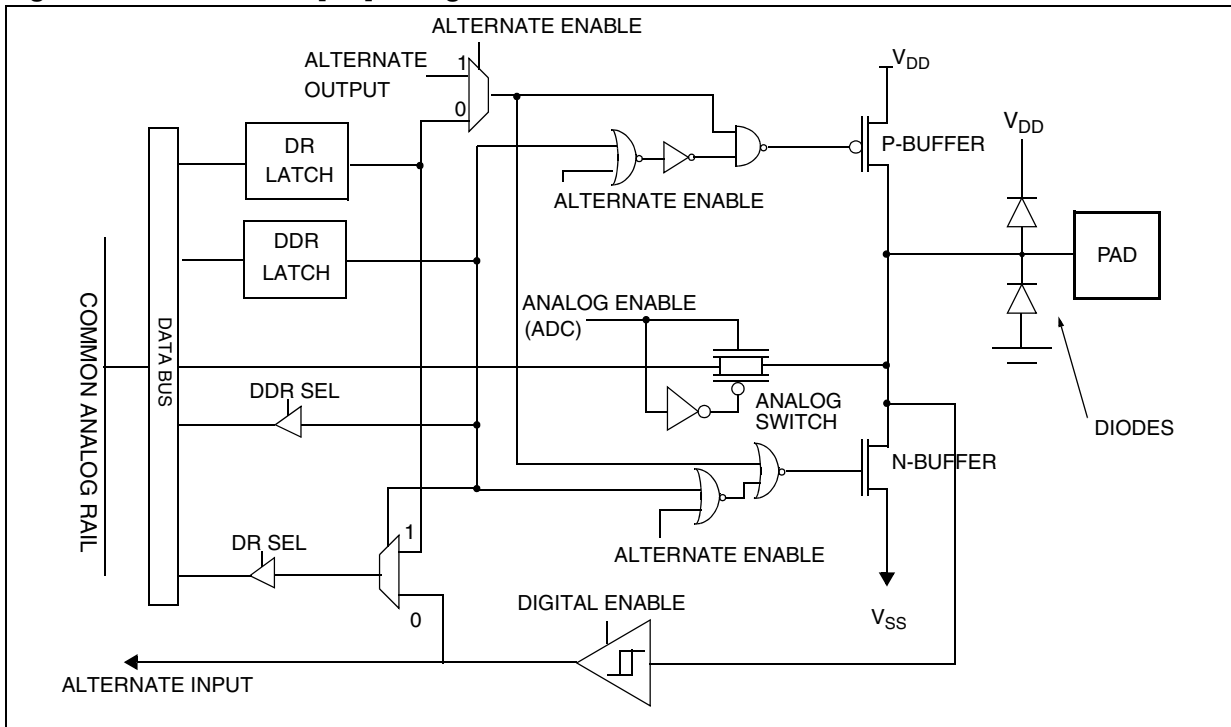 ALTERNATE ENABLE
ALTERNATE
OUTPUT
1
0
VDD
P-BUFFER
VDD
DR
LATCH
ALTERNATE ENABLE
DDR
LATCH
PAD
COMMON ANALOG RAIL
DATA BUS
ANALOG ENABLE
(ADC)
ANALOG
SWITCH
DIODES
DDR SEL
N-BUFFER
DR SEL
1
0
ALTERNATE ENABLE
DIGITAL ENABLE
VSS
ALTERNATE INPUT